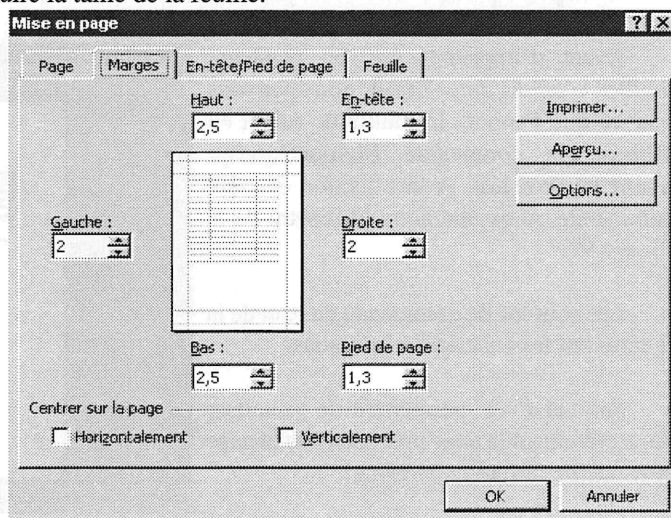 Mise en page
Page Marges En-tête/Pied de page Feuille
Haut : En-tête :
2,5 1,3
Imprimer...
Aperçu...
Options...
Gauche : Droite :
2 2
Bas : Pied de page :
2,5 1,3
Centrer sur la page
Horizontalement Verticalement
OK Annuler